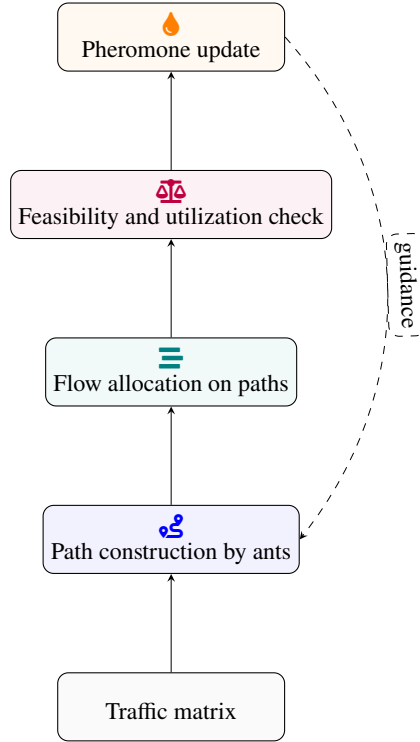 Pheromone update
Feasibility and utilization check
guidance
Flow allocation on paths
Path construction by ants
Traffic matrix